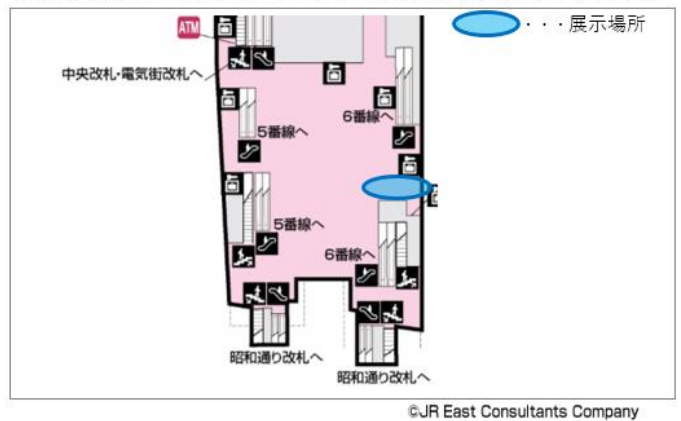 ・・・展示場所
ATM
中央改札・電気街改札へ
6番線へ
5番線へ
5番線へ
6番線へ
昭和通り改札へ
昭和通り改札へ
©JR East Consultants Company